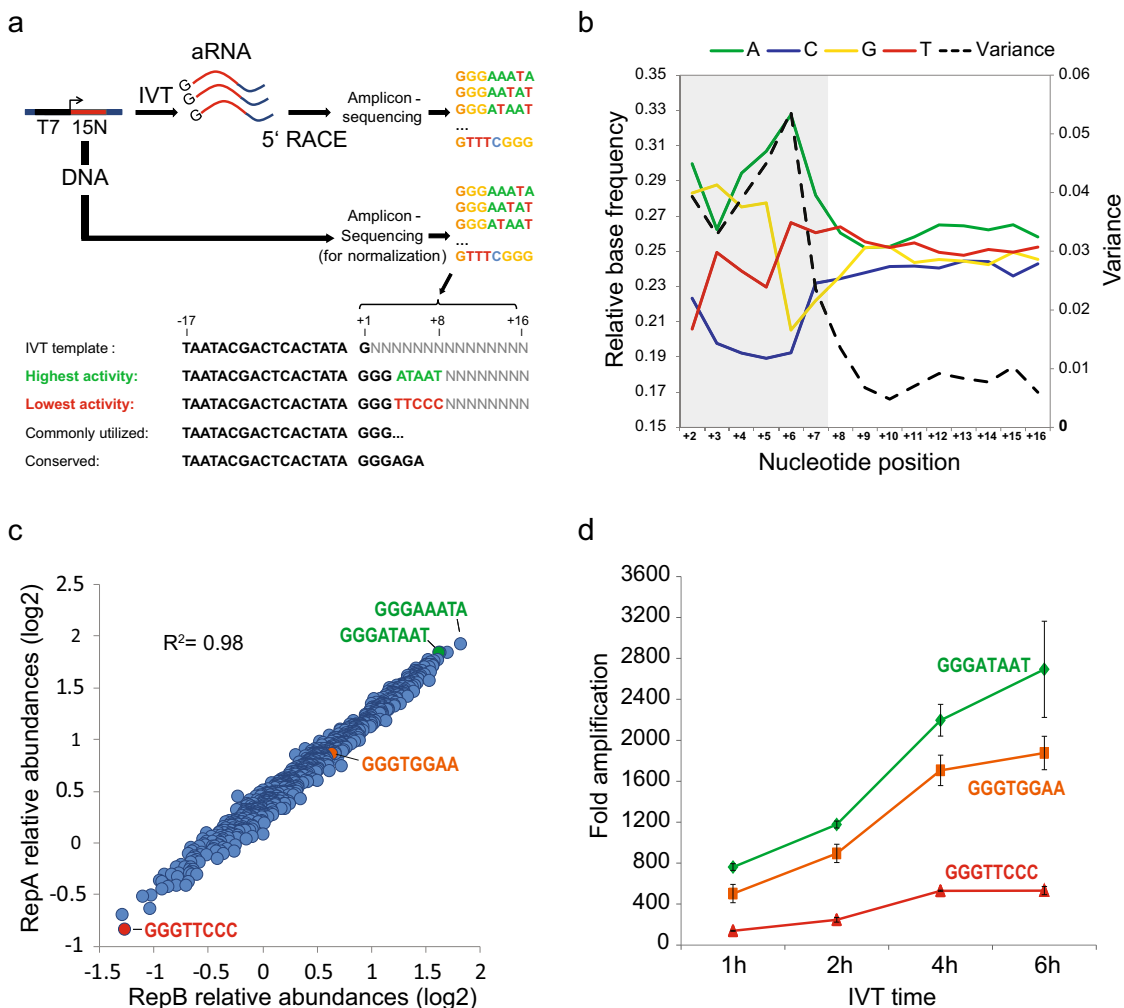 a
aRNA
IVT
G
G
G
T7 15N
5' RACE
Amplicon -
sequencing
GGGAAATA
GGGAATAT
GGGATAAT
...
GTTTCGGG
DNA
Amplicon -
Sequencing
(for normalization)
GGGAAATA
GGGAATAT
GGGATAAT
...
GTTTCGGG
-17 +1 +8 +16
IVT template : TAATACGACTCACTATA GNNNNNNNNNNNNNNN
Highest activity: TAATACGACTCACTATA GGG ATAAT NNNNNNNN
Lowest activity: TAATACGACTCACTATA GGG TTCCC NNNNNNNN
Commonly utilized: TAATACGACTCACTATA GGG...
Conserved: TAATACGACTCACTATA GGGAGA
b
A C G T Variance
0.35 0.06
0.33
0.31 0.05
0.29
0.27 0.04
0.25 0.03
0.23
0.21 0.02
0.19
0.17 0.01
0.15 0
Relative base frequency
Variance
+2 +3 +4 +5 +6 +7 +8 +9 +10 +11 +12 +13 +14 +15 +16
Nucleotide position
c
RepA relative abundances (log2)
2.5
2
1.5
1
0.5
0
-0.5
-1
R²= 0.98
GGGAAATA
GGGATAAT
GGGTGGAA
GGGTTCCC
-1.5 -1 -0.5 0 0.5 1 1.5 2
RepB relative abundances (log2)
d
Fold amplification
3600
3200
2800
2400
2000
1600
1200
800
400
0
GGGATAAT
GGGTGGAA
GGGTTCCC
1h 2h 4h 6h
IVT time